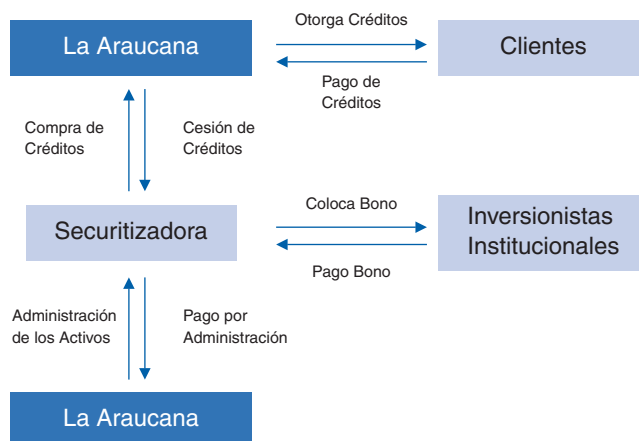 La Araucana
Otorga Créditos
Clientes
Pago de
Créditos
Compra de
Créditos
Cesión de
Créditos
Securitizadora
Coloca Bono
Inversionistas
Institucionales
Pago Bono
Administración
de los Activos
Pago por
Administración
La Araucana